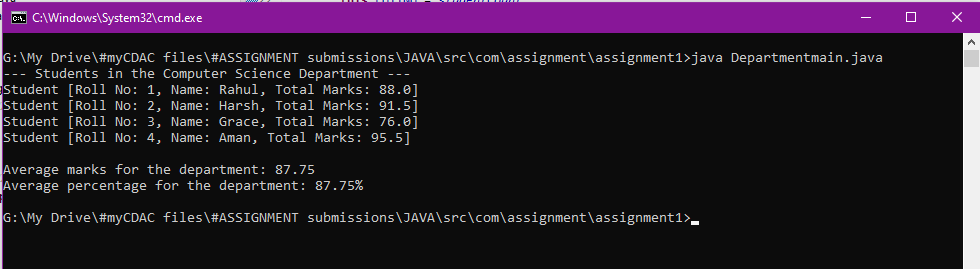 C:\Windows\System32\cmd.exe
G:\My Drive\#myCDAC files\#ASSIGNMENT submissions\JAVA\src\com\assignment\assignment1>java Departmentmain.java
--- Students in the Computer Science Department ---
Student [Roll No: 1, Name: Rahul, Total Marks: 88.0]
Student [Roll No: 2, Name: Harsh, Total Marks: 91.5]
Student [Roll No: 3, Name: Grace, Total Marks: 76.0]
Student [Roll No: 4, Name: Aman, Total Marks: 95.5]
Average marks for the department: 87.75
Average percentage for the department: 87.75%
G:\My Drive\#myCDAC files\#ASSIGNMENT submissions\JAVA\src\com\assignment\assignment1>